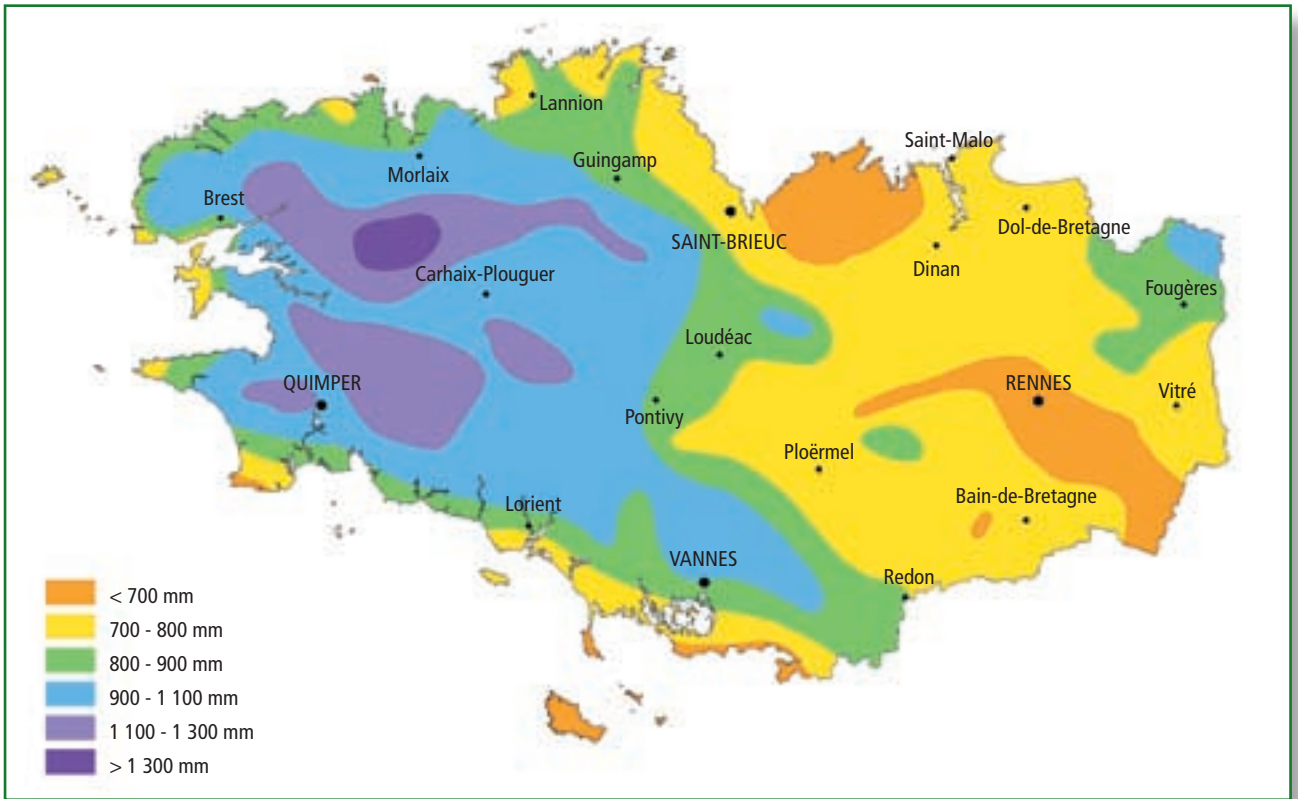 Lannion
Saint-Malo
Guingamp
Morlaix
Brest
Dol-de-Bretagne
SAINT-BRIEUC
Dinan
Carhaix-Plouguer
Fougères
Loudéac
QUIMPER
RENNES
Vitré
Pontivy
Ploërmel
Bain-de-Bretagne
Lorient
VANNES
Redon
< 700 mm
700 - 800 mm
800 - 900 mm
900 - 1 100 mm
1 100 - 1 300 mm
> 1 300 mm